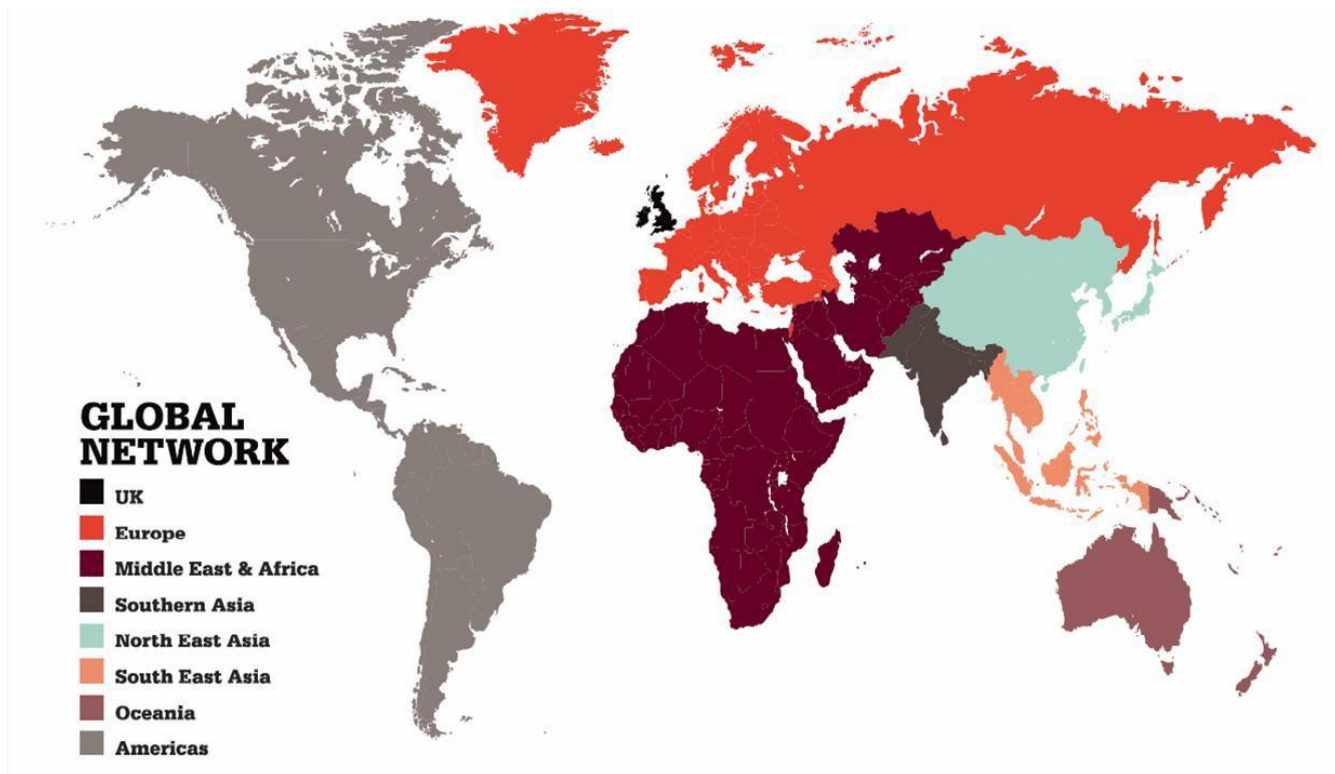 GLOBAL
NETWORK
UK
Europe
Middle East & Africa
Southern Asia
North East Asia
South East Asia
Oceania
Americas